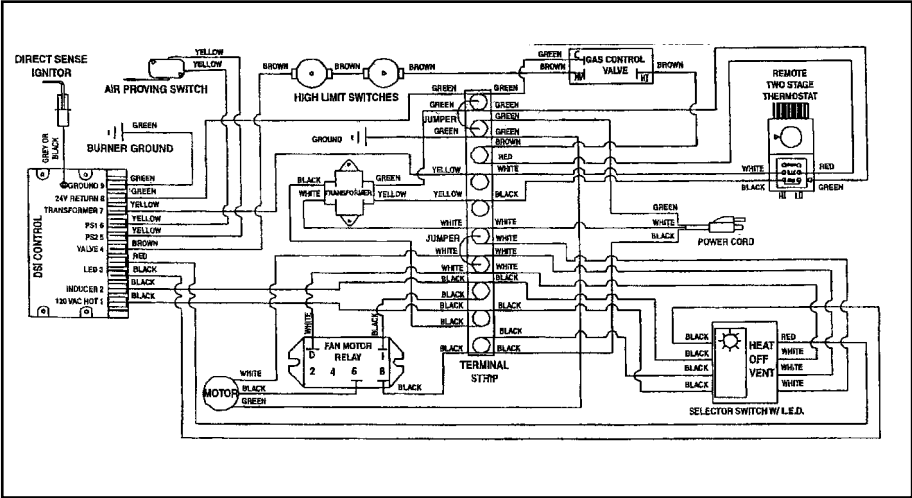 DIRECT SENSE
IGNITOR
YELLOW
YELLOW
AIR PROVING SWITCH
BROWN
BROWN
BROWN
HIGH LIMIT SWITCHES
GREEN
BROWN
GAS CONTROL
VALVE
C
HI
BROWN
REMOTE
TWO STAGE
THERMOSTAT
GREEN
GREEN
GREEN
GREEN
JUMPER
GREY OR
BLACK
GREEN
BURNER GROUND
GROUND
GREEN
GREEN
BROWN
RED
WHITE
WHITE
RED
BLACK
HI
LO
GREEN
YELLOW
YELLOW
BLACK
BLACK
WHITE
TRANSFORMER
GREEN
YELLOW
DSI CONTROL
GROUND 9
24V RETURN 8
TRANSFORMER 7
PS1 6
PS2 5
VALVE 4
LED 3
INDUCER 2
120 VAC HOT 1
GREEN
GREEN
YELLOW
YELLOW
YELLOW
BROWN
RED
BLACK
BLACK
BLACK
GREEN
WHITE
BLACK
POWER CORD
WHITE
WHITE
JUMPER
WHITE
WHITE
WHITE
WHITE
BLACK
BLACK
BLACK
BLACK
BLACK
BLACK
BLACK
BLACK
BLACK
WHITE
BLACK
FAN MOTOR
RELAY
D
I
2 4 6 8
TERMINAL
STRIP
WHITE
BLACK
GREEN
MOTOR
BLACK
BLACK
BLACK
BLACK
BLACK
HEAT
OFF
VENT
RED
WHITE
WHITE
WHITE
SELECTOR SWITCH W/ L.E.D.